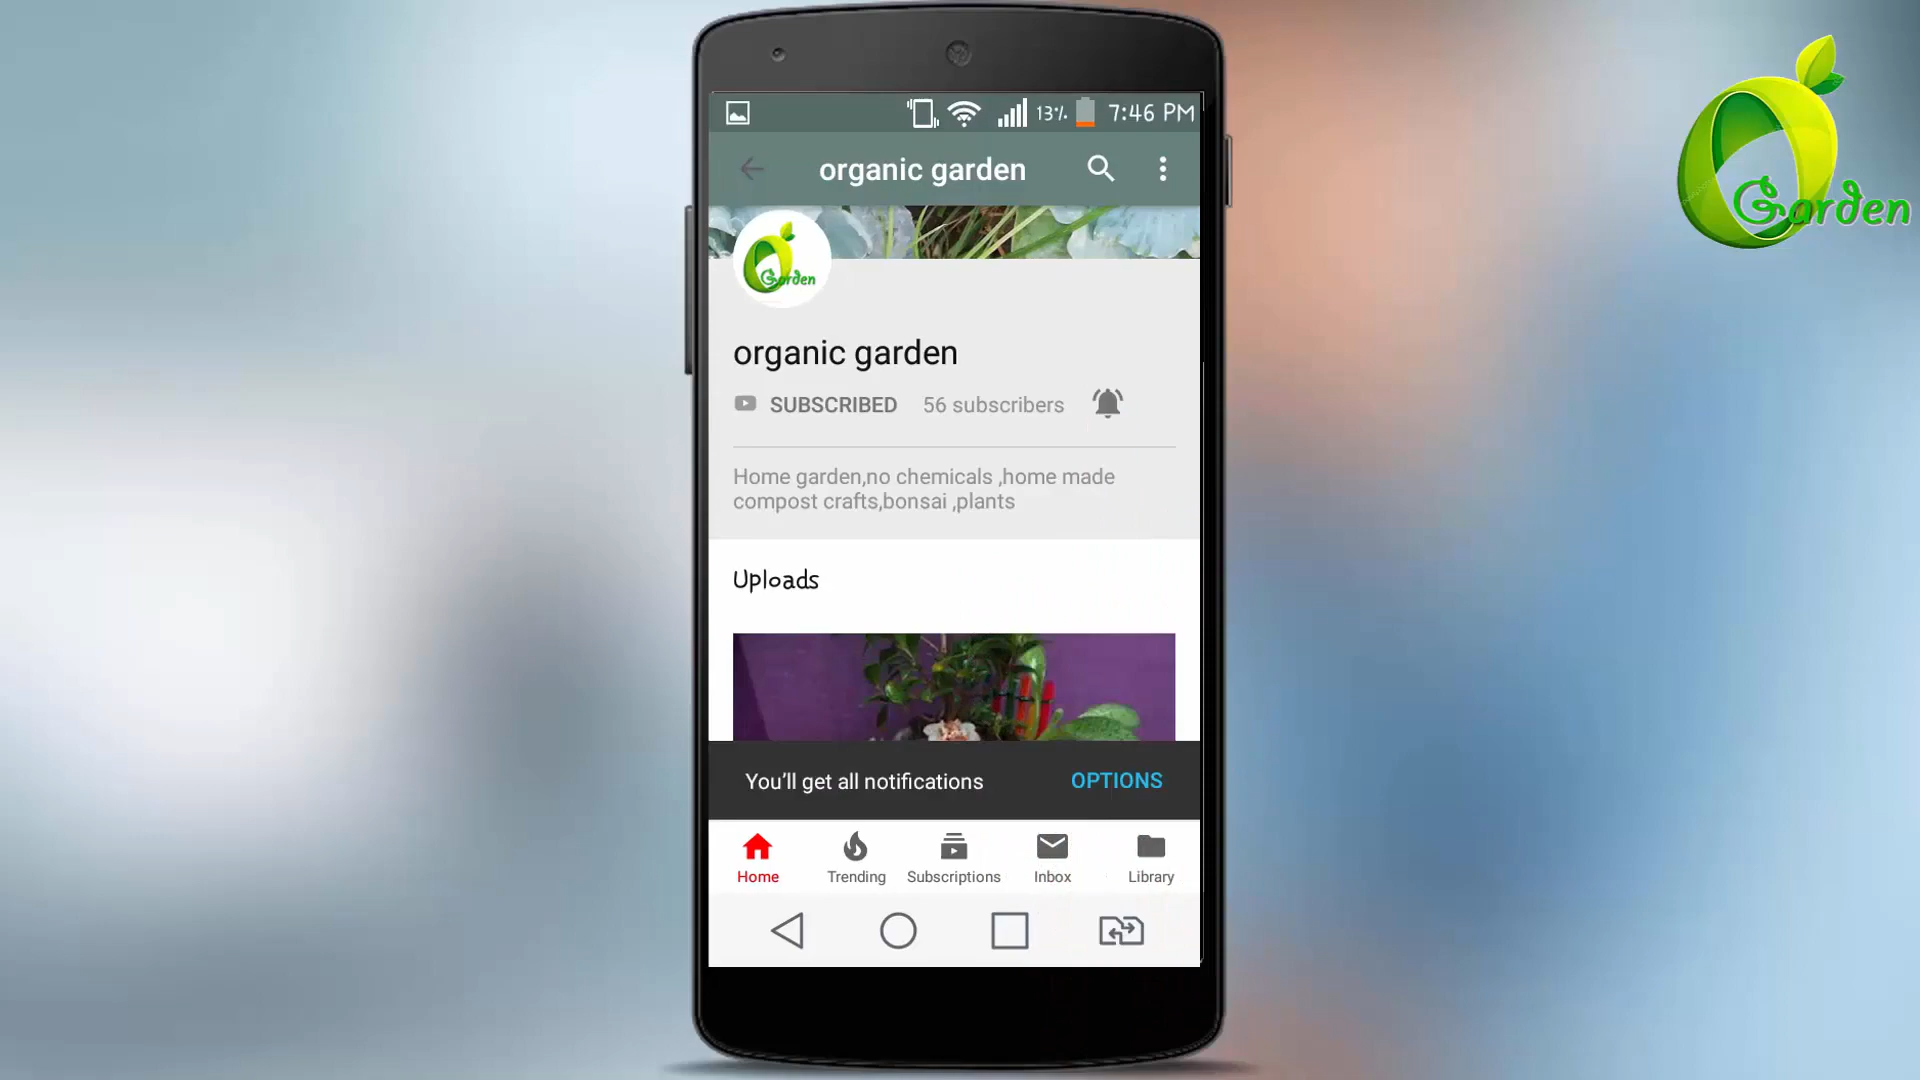 13% 7:46 PM
organic garden
Garden
Garden
organic garden
SUBSCRIBED 56 subscribers
Home garden,no chemicals ,home made
compost crafts,bonsai ,plants
Uploads
You'll get all notifications OPTIONS
Home Trending Subscriptions Inbox Library